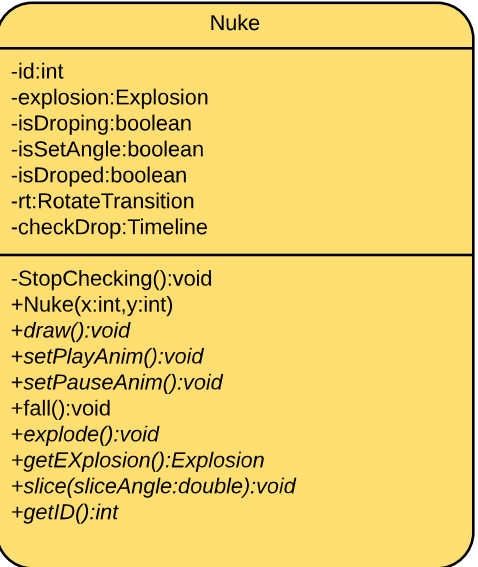 Nuke
-id:int
-explosion:Explosion
-isDroping:boolean
-isSetAngle:boolean
-isDroped:boolean
-rt:RotateTransition
-checkDrop:Timeline
-StopChecking():void
+Nuke(x:int,y:int)
+draw():void
+setPlayAnim():void
+setPauseAnim():void
+fall():void
+explode():void
+getEXplosion():Explosion
+slice(sliceAngle:double):void
+getID():int